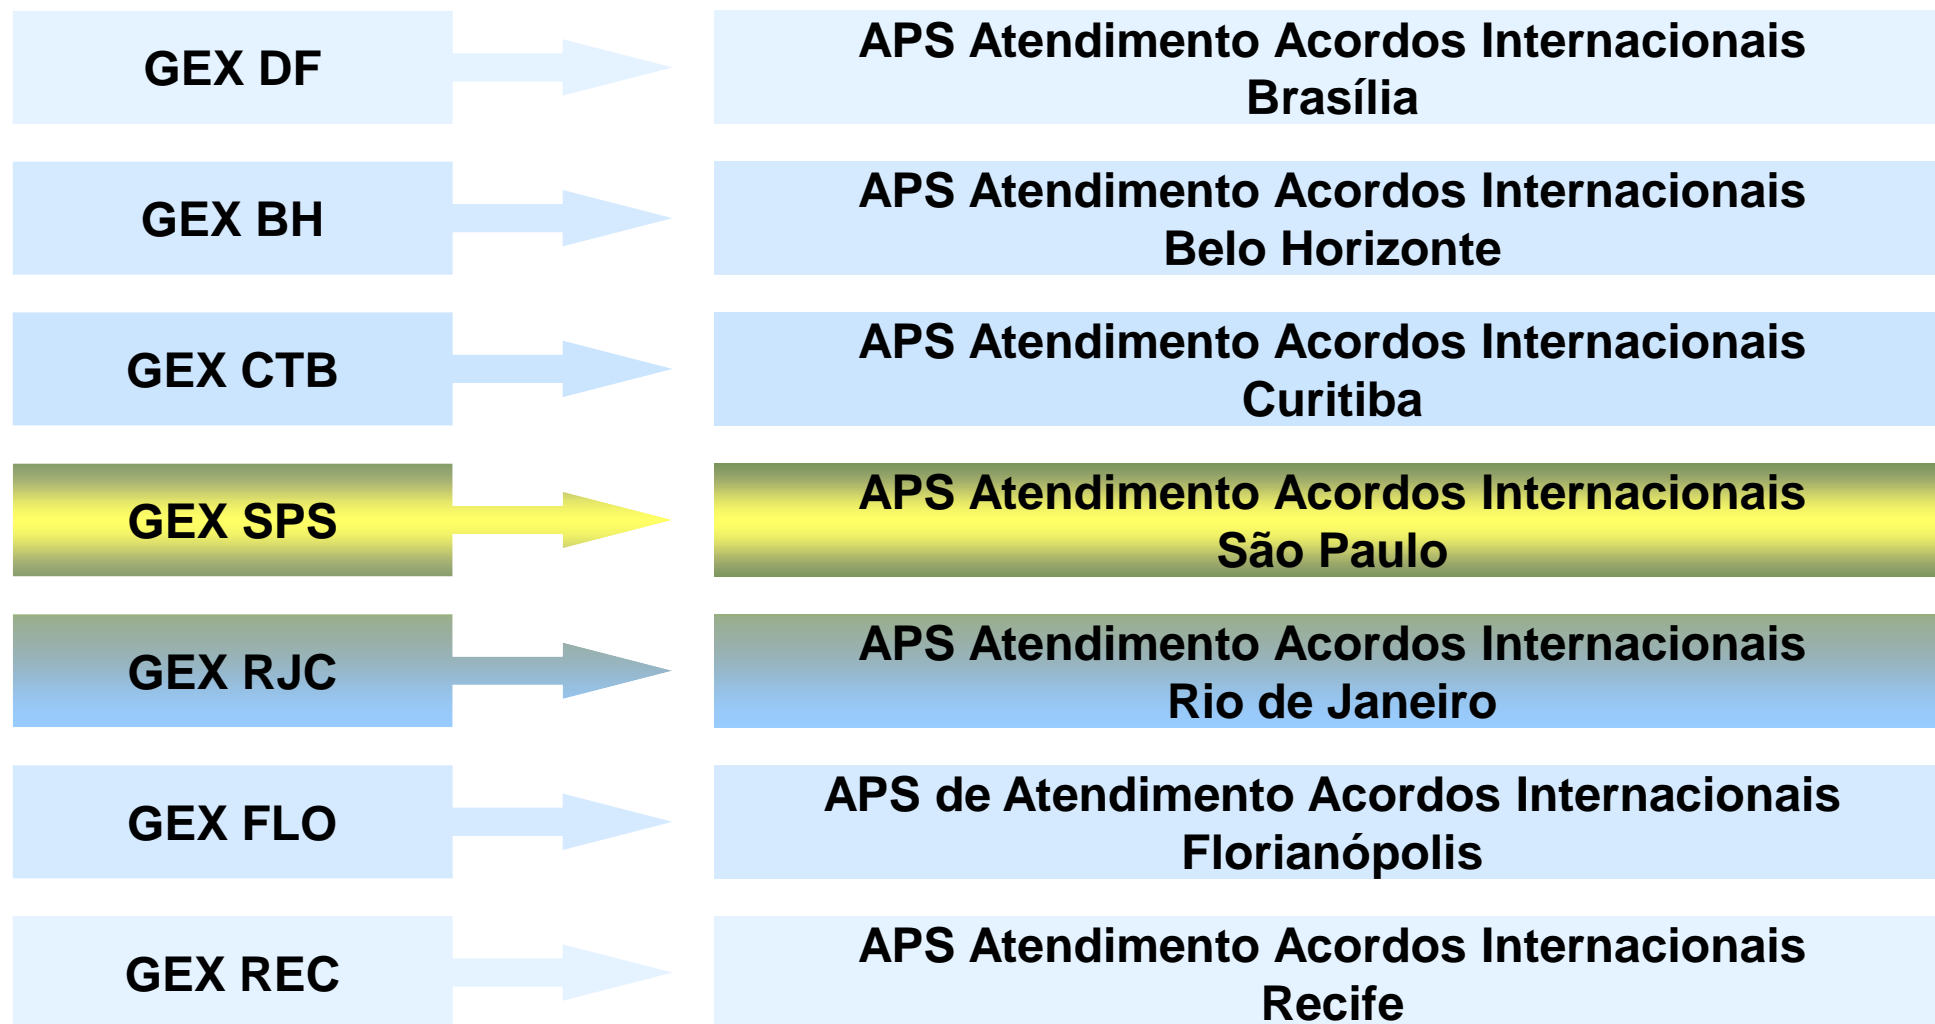 GEX DF
APS Atendimento Acordos Internacionais
Brasília
GEX BH
APS Atendimento Acordos Internacionais
Belo Horizonte
GEX CTB
APS Atendimento Acordos Internacionais
Curitiba
GEX SPS
APS Atendimento Acordos Internacionais
São Paulo
GEX RJC
APS Atendimento Acordos Internacionais
Rio de Janeiro
GEX FLO
APS de Atendimento Acordos Internacionais
Florianópolis
GEX REC
APS Atendimento Acordos Internacionais
Recife